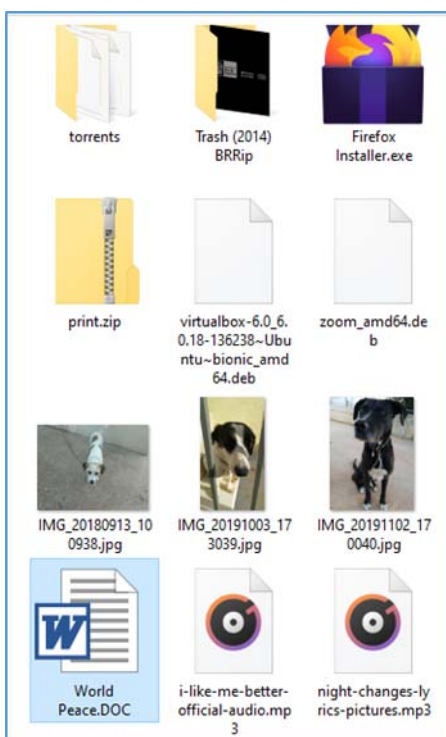 torrents
Trash (2014)
BRRip
Firefox
Installer.exe
print.zip
virtualbox-6.0_6.
0.18-136238~Ubu
ntu~bionic_amd
64.deb
zoom_amd64.de
b
IMG_20180913_10
0938.jpg
IMG_20191003_17
3039.jpg
IMG_20191102_17
0040.jpg
W
World
Peace.DOC
i-like-me-better-
official-audio.mp
3
night-changes-ly
rics-pictures.mp3